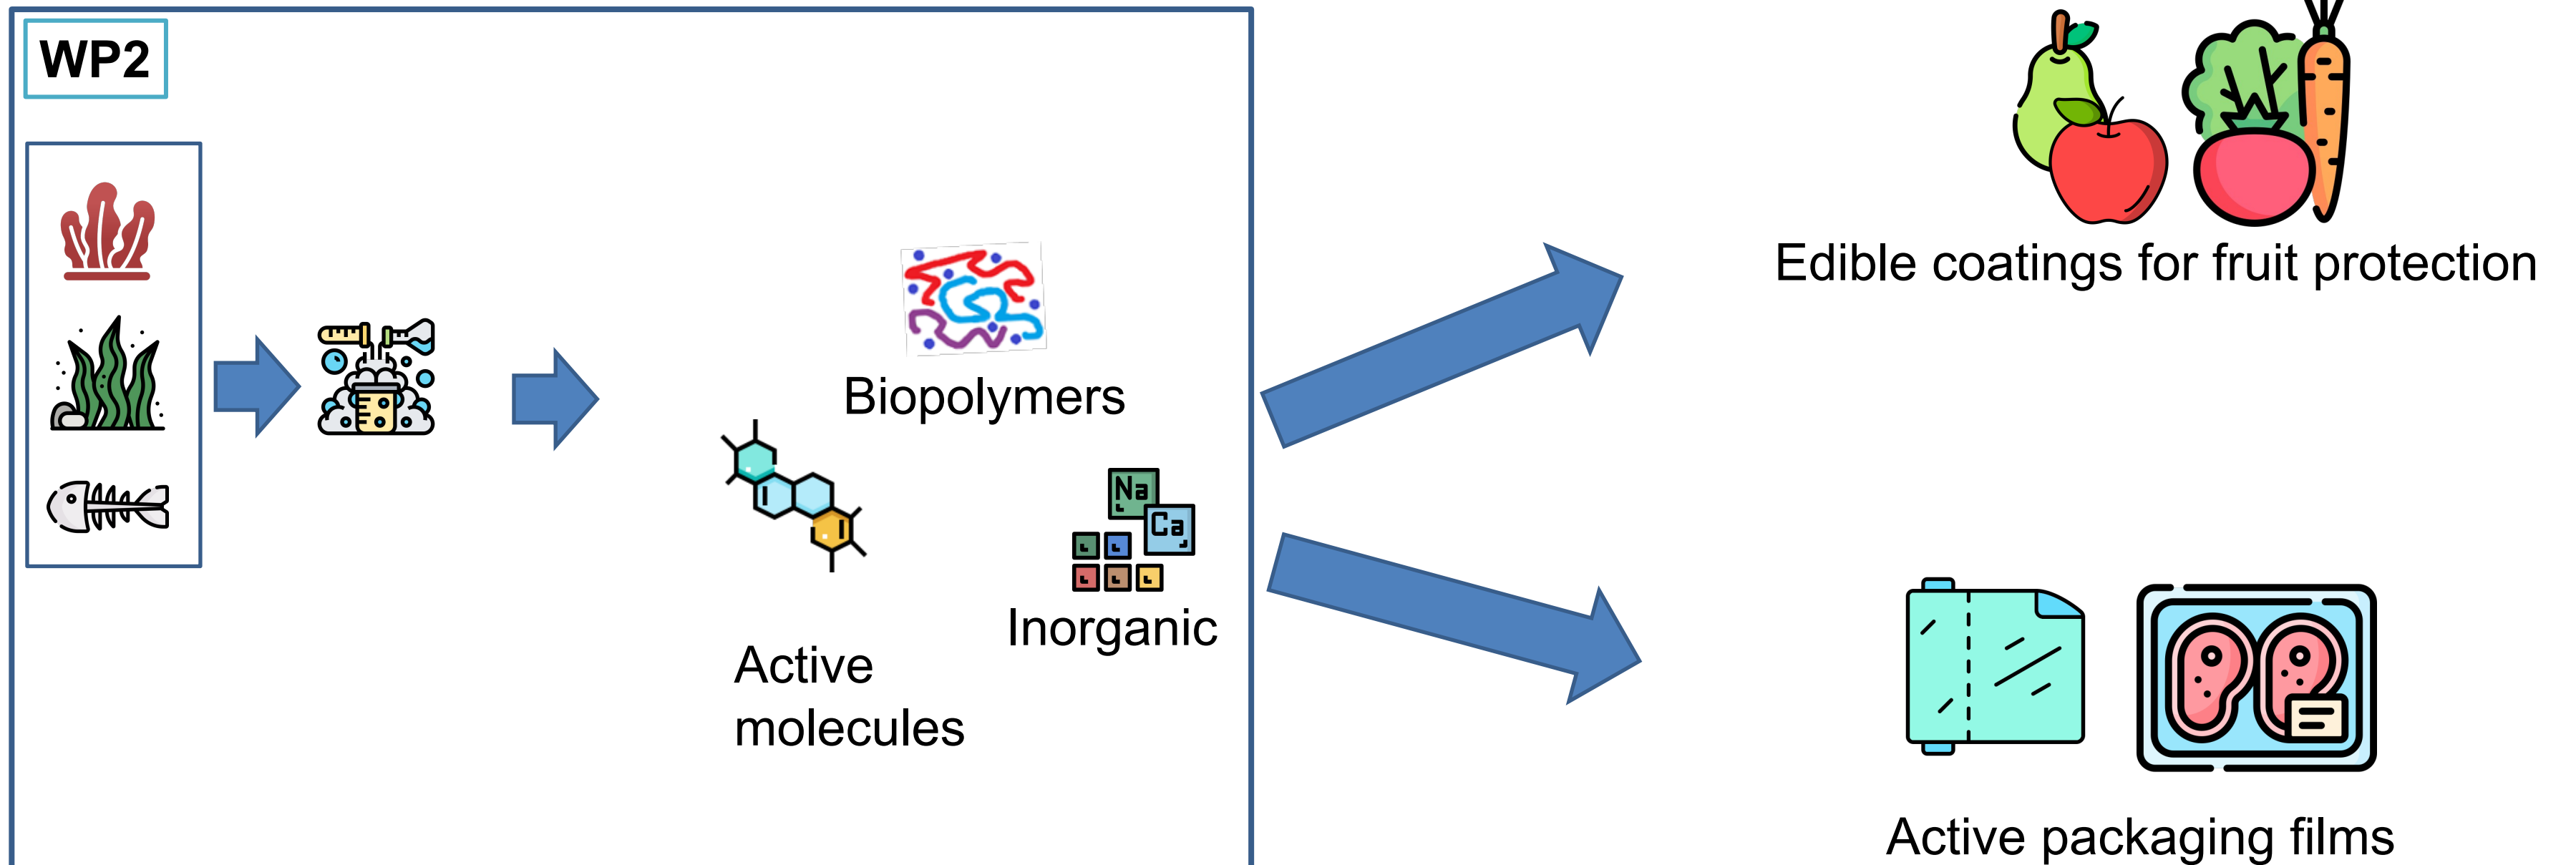 WP2
Biopolymers
Na
Ca
Inorganic
Active
molecules
Edible coatings for fruit protection
Active packaging films